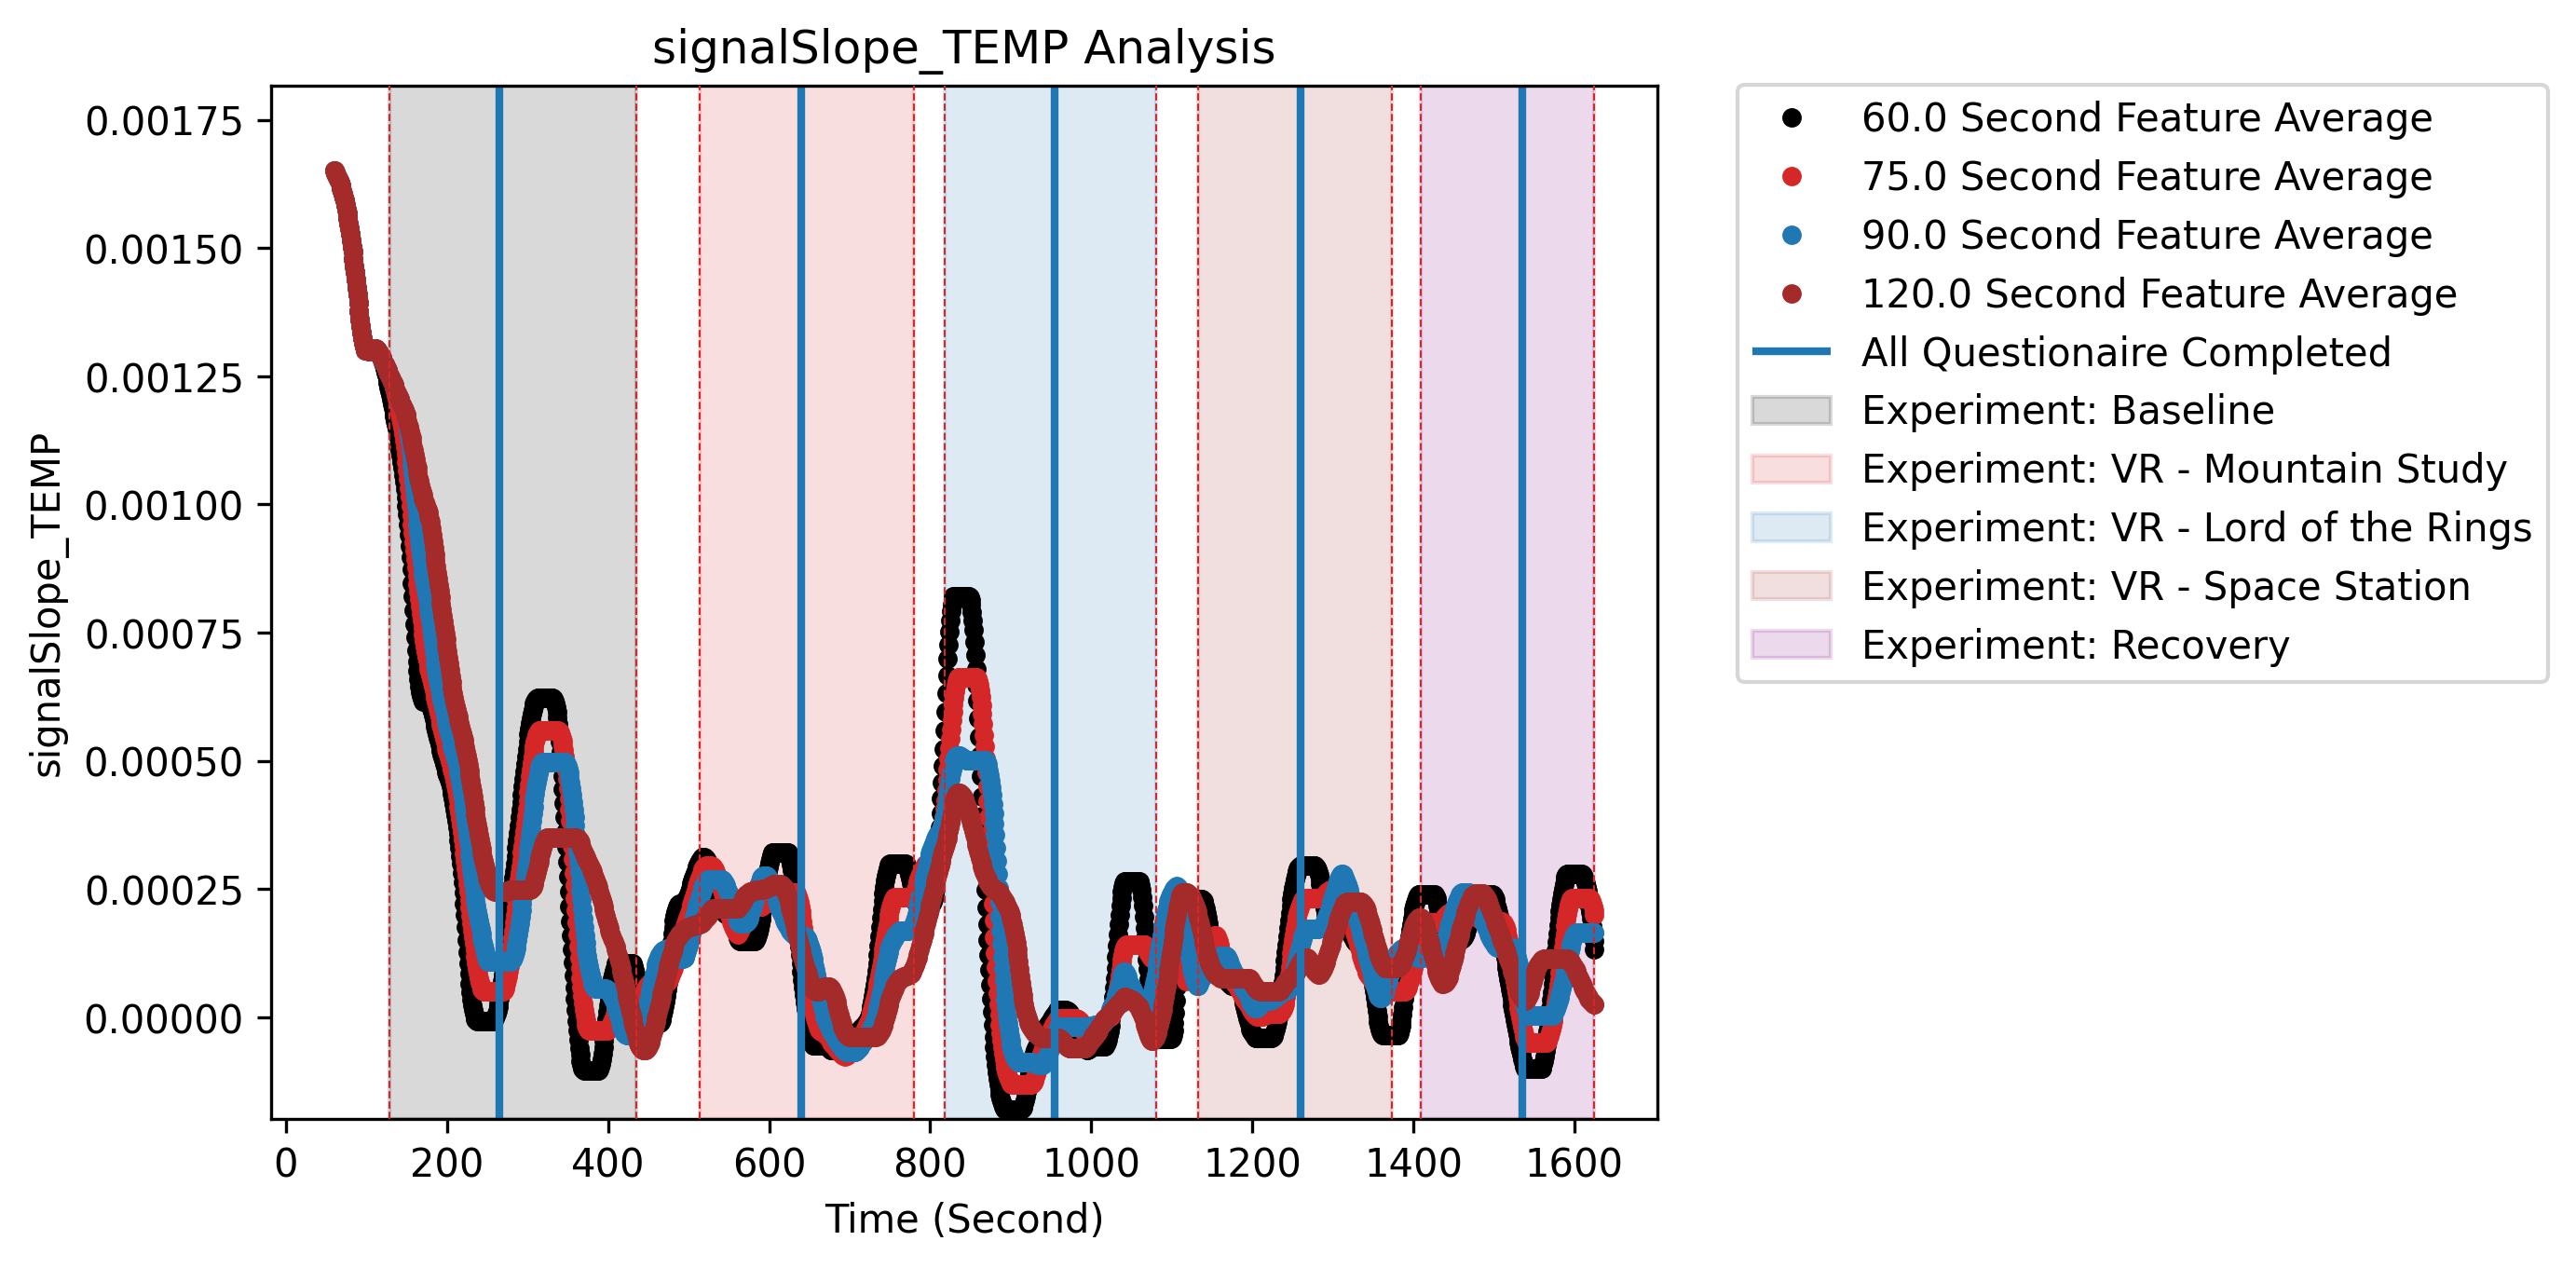 signalSlope_TEMP Analysis
signalSlope_TEMP
0.00175
0.00150
0.00125
0.00100
0.00075
0.00050
0.00025
0.00000
0 200 400 600 800 1000 1200 1400 1600
Time (Second)
60.0 Second Feature Average
75.0 Second Feature Average
90.0 Second Feature Average
120.0 Second Feature Average
All Questionaire Completed
Experiment: Baseline
Experiment: VR - Mountain Study
Experiment: VR - Lord of the Rings
Experiment: VR - Space Station
Experiment: Recovery